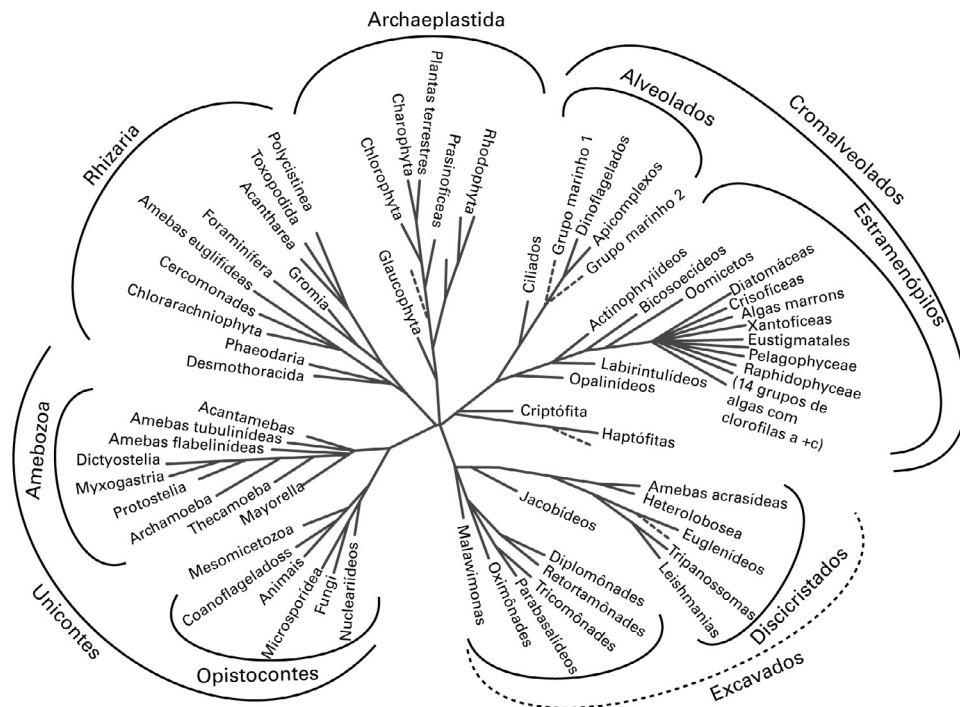 Archaeplastida
Plantas terrestres
Charophyta
Chlorophyta
Prasinofíceas
Rhodophyta
Glaucophyta
Alveolados
Cromalveolados
Estramenópilos
Ciliados
Grupo marinho 1
Dinoflagelados
Apicomplexos
Grupo marinho 2
Actinophryideos
Bicosoecideos
Oomicetos
Diatomáceas
Crisofíceas
Algas marrons
Xantofíceas
Eustigmatales
Pelagophyceae
Raphidophyceae
(14 grupos de
algas com
clorofilas a +c)
Labirintulídeos
Opalinídeos
Criptófita
Haptófitas
Rhizaria
Polycistinea
Toxopodida
Acantharea
Foraminífera
Gromia
Amebas euglifídeas
Cercomonades
Chlorarachniophyta
Phaeodaria
Desmothoracida
Unicontes
Amebozoa
Acantamebas
Amebas tubulinídeas
Amebas flabelinídeas
Dictyostelia
Myxogastria
Protostelia
Archamoeba
Thecamoeba
Mayorella
Mesomicetozoa
Coanoflageladoss
Animais
Microsporídea
Fungi
Nucleariídeos
Opistocontes
Malawimonas
Oximônades
Parabasalídeos
Tricomônades
Retortamônades
Diplomônades
Jacobídeos
Amebas acrasídeas
Heterolobosea
Euglenídeos
Tripanossomas
Leishmanias
Discicristados
Excavados